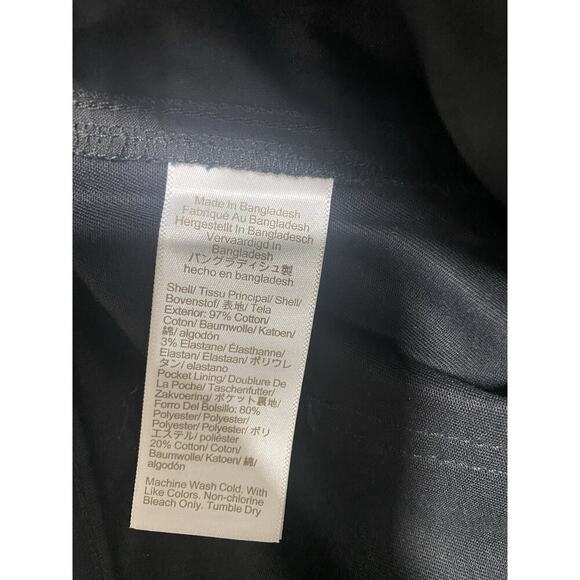 Made In Bangladesh
Fabriqué Au Bangladesh
Hergestellt In Bangladesch
Vervaardigd In
Bangladesh
バングラディシュ製
hecho en bangladesh
Shell/ Tissu Principal/ Shell/
Bovenstof/ 表地/ Tela
Exterior: 97% Cotton/
Coton/ Baumwolle/ Katoen/
綿/ algodón
3% Elastane/ Élasthanne/
Elastan/ Elastaan/ ポリウレ
タン/ elastano
Pocket Lining/ Doublure De
La Poche/ Taschenfutter/
Zakvoering/ ポケット裏地/
Forro Del Bolsillo: 80%
Polyester/ Polyester/
Polyester/ Polyester/ ポリ
エステル/ poliéster
20% Cotton/ Coton/
Baumwolle/ Katoen/ 綿/
algodón
Machine Wash Cold. With
Like Colors. Non-chlorine
Bleach Only. Tumble Dry